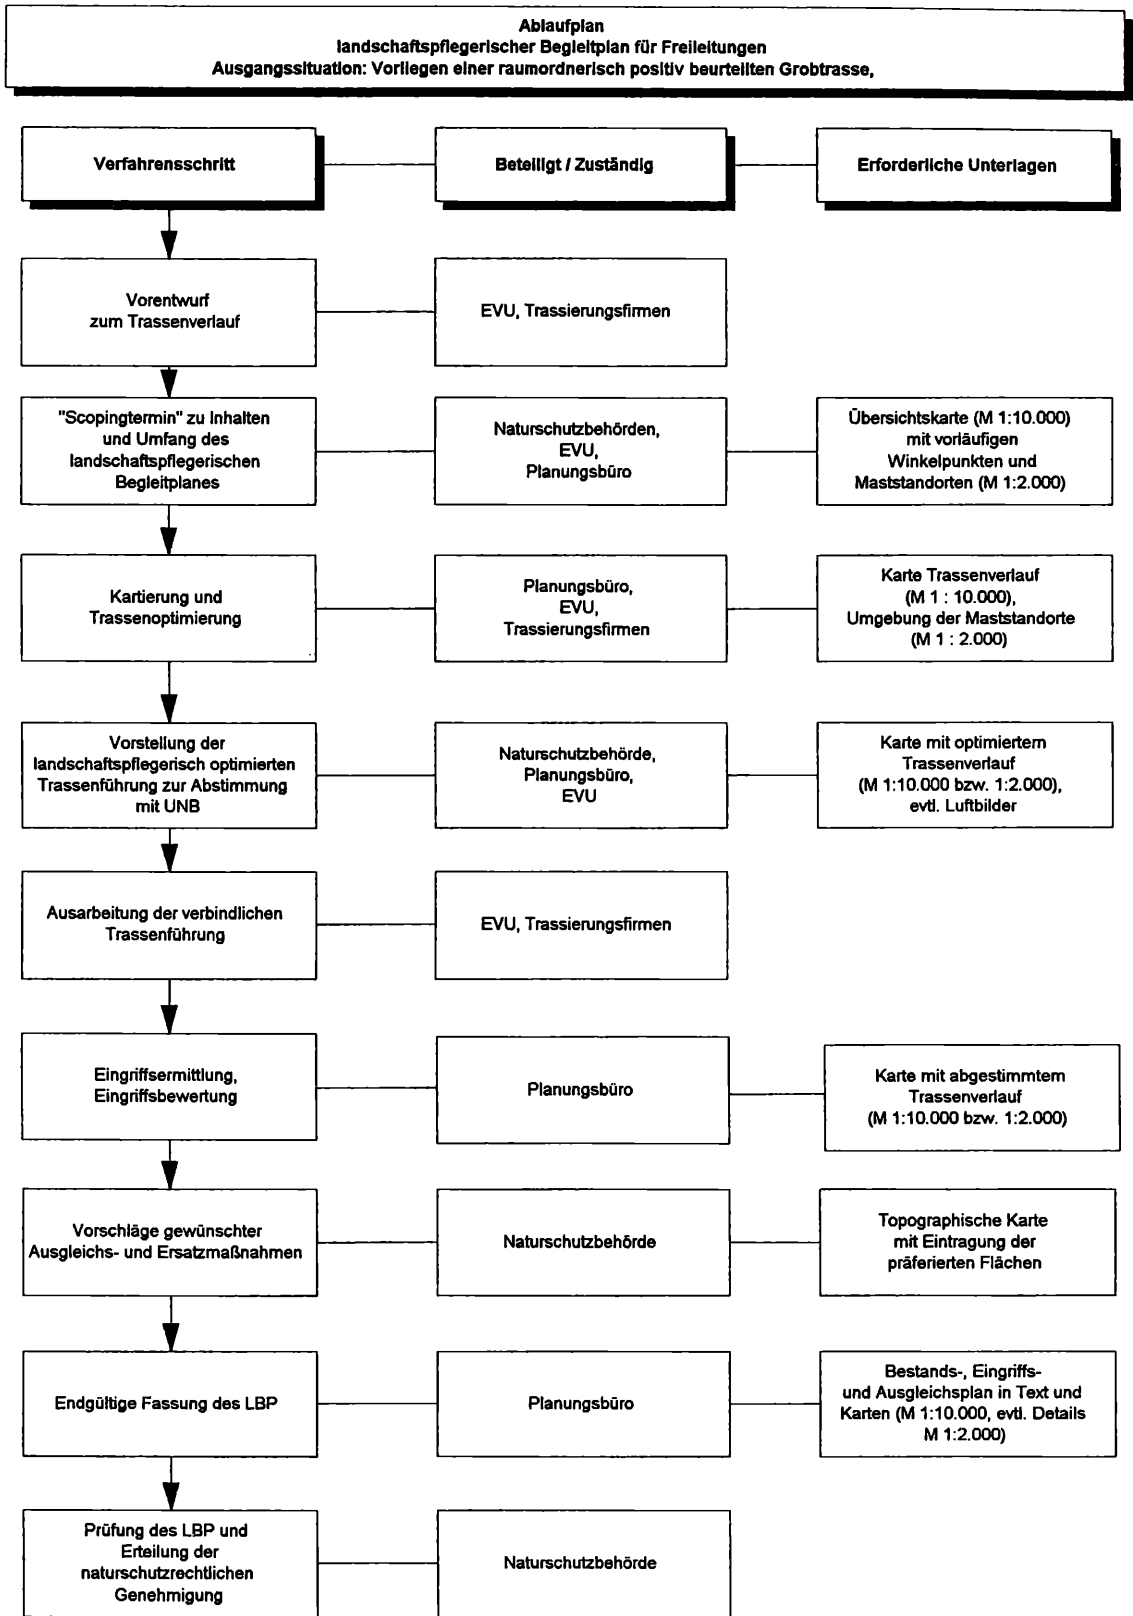 Ablaufplan
landschaftspflegerischer Begleitplan für Freileitungen
Ausgangssituation: Vorliegen einer raumordnerisch positiv beurteilten Grobtrasse,
Verfahrensschritt
Beteiligt / Zuständig
Erforderliche Unterlagen
Vorentwurf
zum Trassenverlauf
EVU, Trassierungsfirmen
"Scopingtermin" zu Inhalten
und Umfang des
landschaftspflegerischen
Begleitplanes
Naturschutzbehörden,
EVU,
Planungsbüro
Übersichtskarte (M 1:10.000)
mit vorläufigen
Winkelpunkten und
Maststandorten (M 1:2.000)
Kartierung und
Trassenoptimierung
Planungsbüro,
EVU,
Trassierungsfirmen
Karte Trassenverlauf
(M 1 : 10.000),
Umgebung der Maststandorte
(M 1 : 2.000)
Vorstellung der
landschaftspflegerisch optimierten
Trassenführung zur Abstimmung
mit UNB
Naturschutzbehörde,
Planungsbüro,
EVU
Karte mit optimiertem
Trassenverlauf
(M 1:10.000 bzw. 1:2.000),
evtl. Luftbilder
Ausarbeitung der verbindlichen
Trassenführung
EVU, Trassierungsfirmen
Eingriffsermittlung,
Eingriffsbewertung
Planungsbüro
Karte mit abgestimmtem
Trassenverlauf
(M 1:10.000 bzw. 1:2.000)
Vorschläge gewünschter
Ausgleichs- und Ersatzmaßnahmen
Naturschutzbehörde
Topographische Karte
mit Eintragung der
präferierten Flächen
Endgültige Fassung des LBP
Planungsbüro
Bestands-, Eingriffs-
und Ausgleichsplan in Text und
Karten (M 1:10.000, evtl. Details
M 1:2.000)
Prüfung des LBP und
Erteilung der
naturschutzrechtlichen
Genehmigung
Naturschutzbehörde